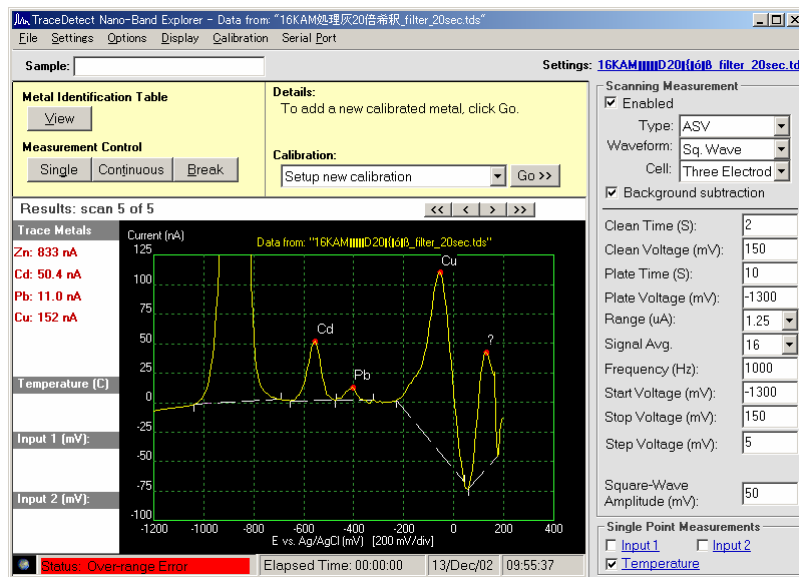 TraceDetect Nano-Band Explorer - Data from: "16KAM処理灰20倍希釈_filter_20sec.tds"
File Settings Options Display Calibration Serial Port
Sample:
Settings: 16KAM
filter_20sec.td
Metal Identification Table
View
Measurement Control
Single Continuous Break
Details:
To add a new calibrated metal, click Go.
Calibration:
Setup new calibration Go >>
Results: scan 5 of 5 << < > >>
Trace Metals
Zn: 833 nA
Cd: 50.4 nA
Pb: 11.0 nA
Cu: 152 nA
Temperature (C)
Input 1 (mV):
Input 2 (mV):
Current (nA)
Data from: "16KAM
filter_20sec.tds"
125
100
75
50
25
0
-25
-50
-75
-100
Cd
Pb
Cu
?
-1200 -1000 -800 -600 -400 -200 0 200 400
E vs. Ag/AgCl (mV) [200 mV/div]
Scanning Measurement
Enabled
Type: ASV
Waveform: Sq. Wave
Cell: Three Electrod
Background subtraction
Clean Time (S): 2
Clean Voltage (mV): 150
Plate Time (S): 10
Plate Voltage (mV): -1300
Range (uA): 1.25
Signal Avg. 16
Frequency (Hz): 1000
Start Voltage (mV): -1300
Stop Voltage (mV): 150
Step Voltage (mV): 5
Square-Wave
Amplitude (mV): 50
Single Point Measurements
Input 1 Input 2
Temperature
Status: Over-range Error Elapsed Time: 00:00:00 13/Dec/02 09:55:37